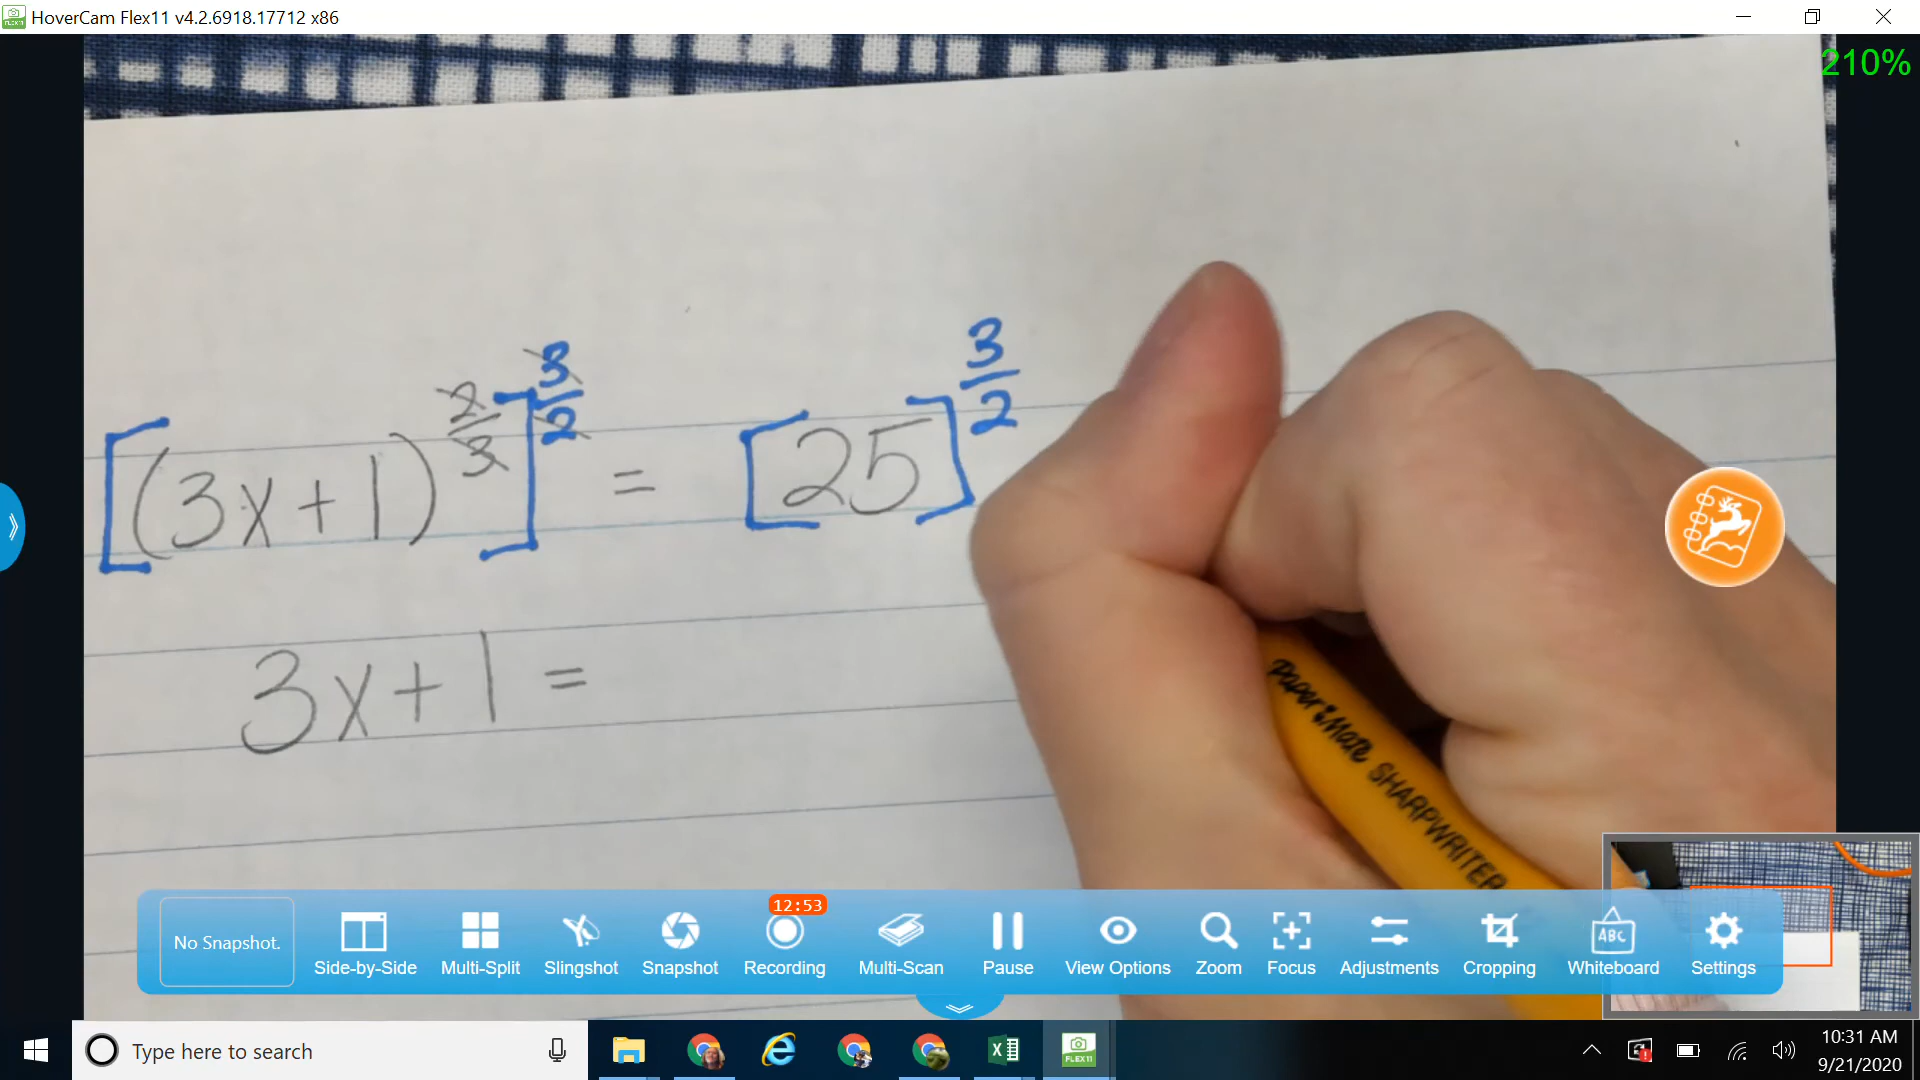 HoverCam Flex11 v4.2.6918.17712 x86
210%
[(3x+1)^(2/3)]^(3/2) = [25]^(3/2)
3x+1 =
Paper Mate SHARPWRITER
No Snapshot.
Side-by-Side
Multi-Split
Slingshot
Snapshot
12:53
Recording
Multi-Scan
Pause
View Options
Zoom
Focus
Adjustments
Cropping
ABC
Whiteboard
Settings
Type here to search
FLEX11
10:31 AM
9/21/2020